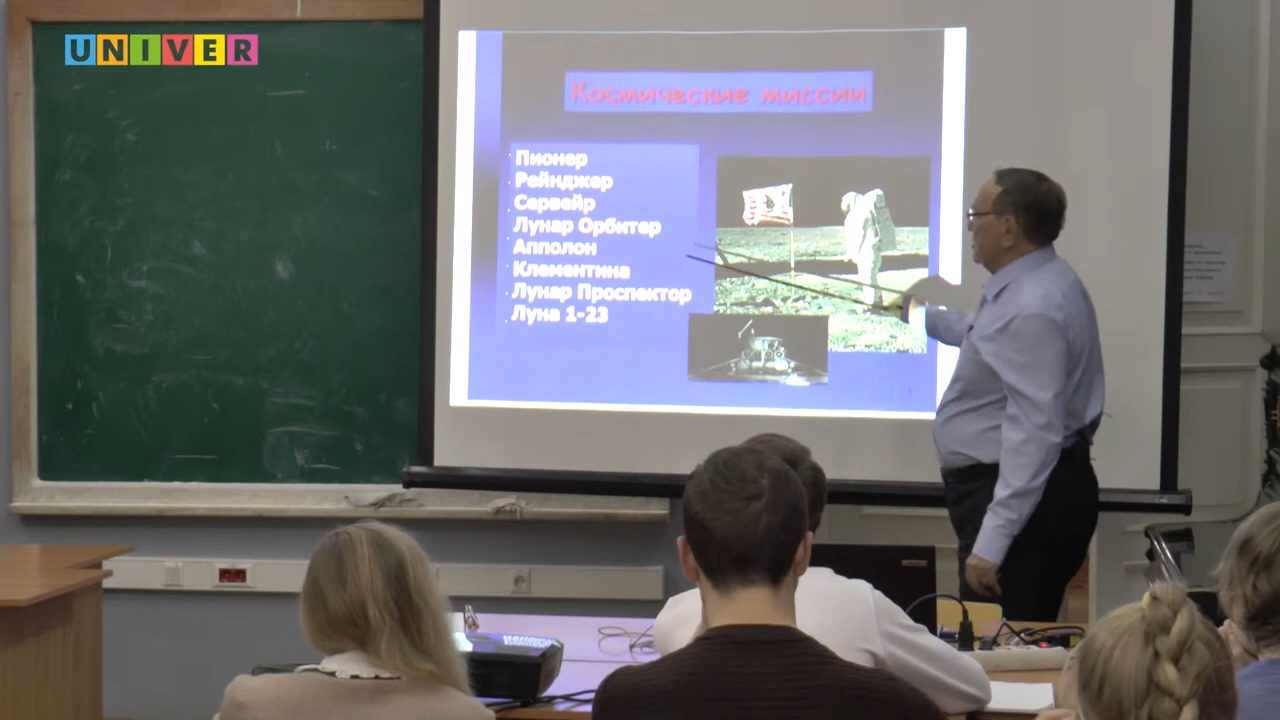 UNIVER
Космические миссии
Пионер
Рейнджер
Сервейр
Лунар Орбитер
Апполон
Клементина
Лунар Проспектор
Луна 1-23